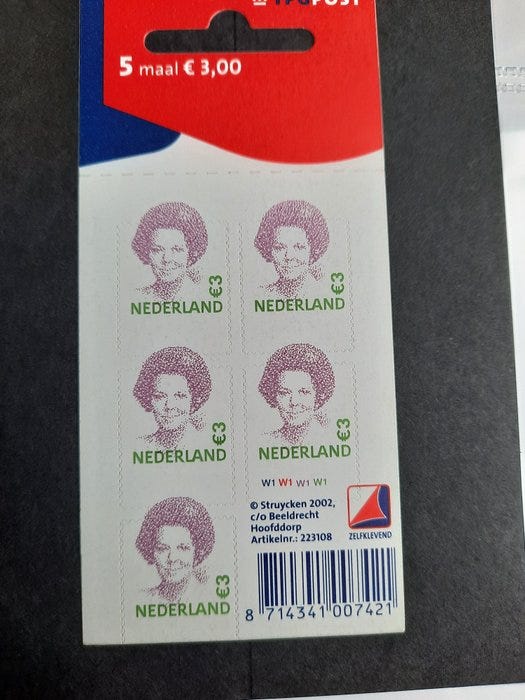 TPGPOST
5 maal € 3,00
€3
NEDERLAND
€3
NEDERLAND
€3
NEDERLAND
€3
NEDERLAND
W1 W1 W1 W1
© Struycken 2002,
c/o Beeldrecht
Hoofddorp
Artikelnr.: 223108
ZELFKLEVEND
€3
NEDERLAND
8 714341 007421